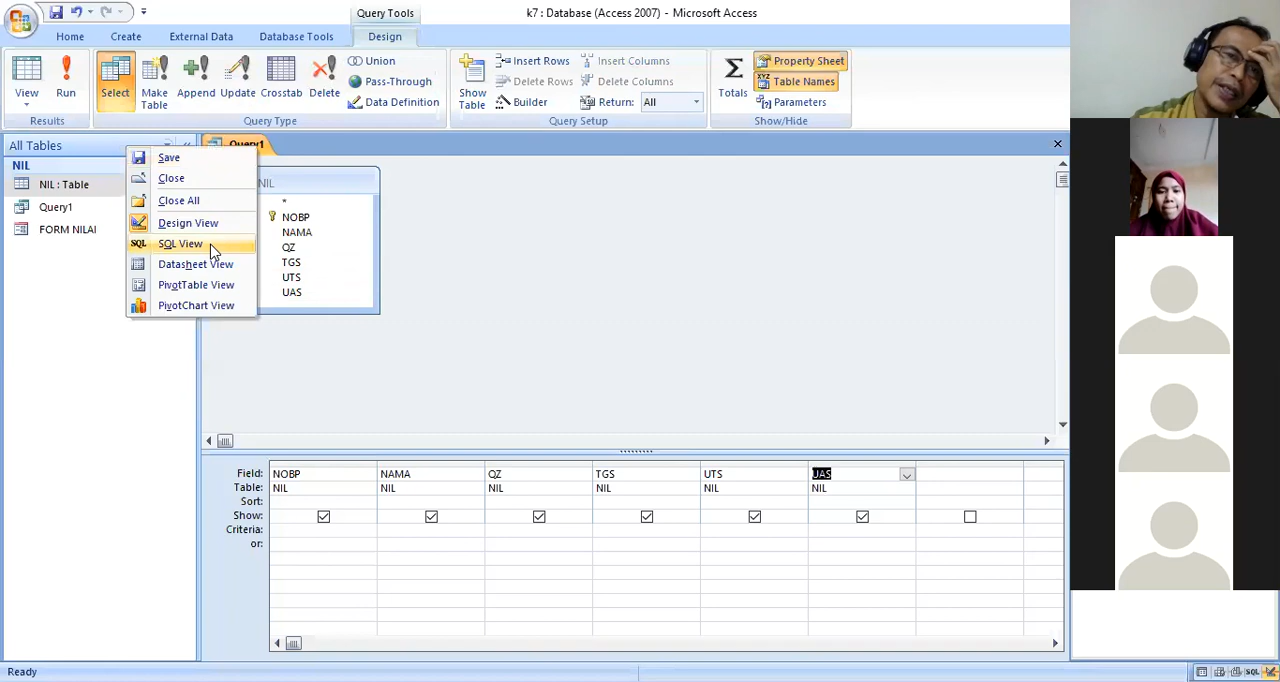 Query Tools
k7 : Database (Access 2007) - Microsoft Access
Home Create External Data Database Tools Design
View Run
Results
Select Make Table Append Update Crosstab Delete
Union
Pass-Through
Data Definition
Query Type
Show Table
Insert Rows
Delete Rows
Builder
Insert Columns
Delete Columns
Return: All
Query Setup
Totals
Property Sheet
Table Names
Parameters
Show/Hide
All Tables
NIL
NIL : Table
Query1
FORM NILAI
Query1
Save
Close
Close All
Design View
SQL SQL View
Datasheet View
PivotTable View
PivotChart View
NIL
*
NOBP
NAMA
QZ
TGS
UTS
UAS
Field: NOBP NAMA QZ TGS UTS UAS
Table: NIL NIL NIL NIL NIL NIL
Sort:
Show:
Criteria:
or:
Ready
SQL